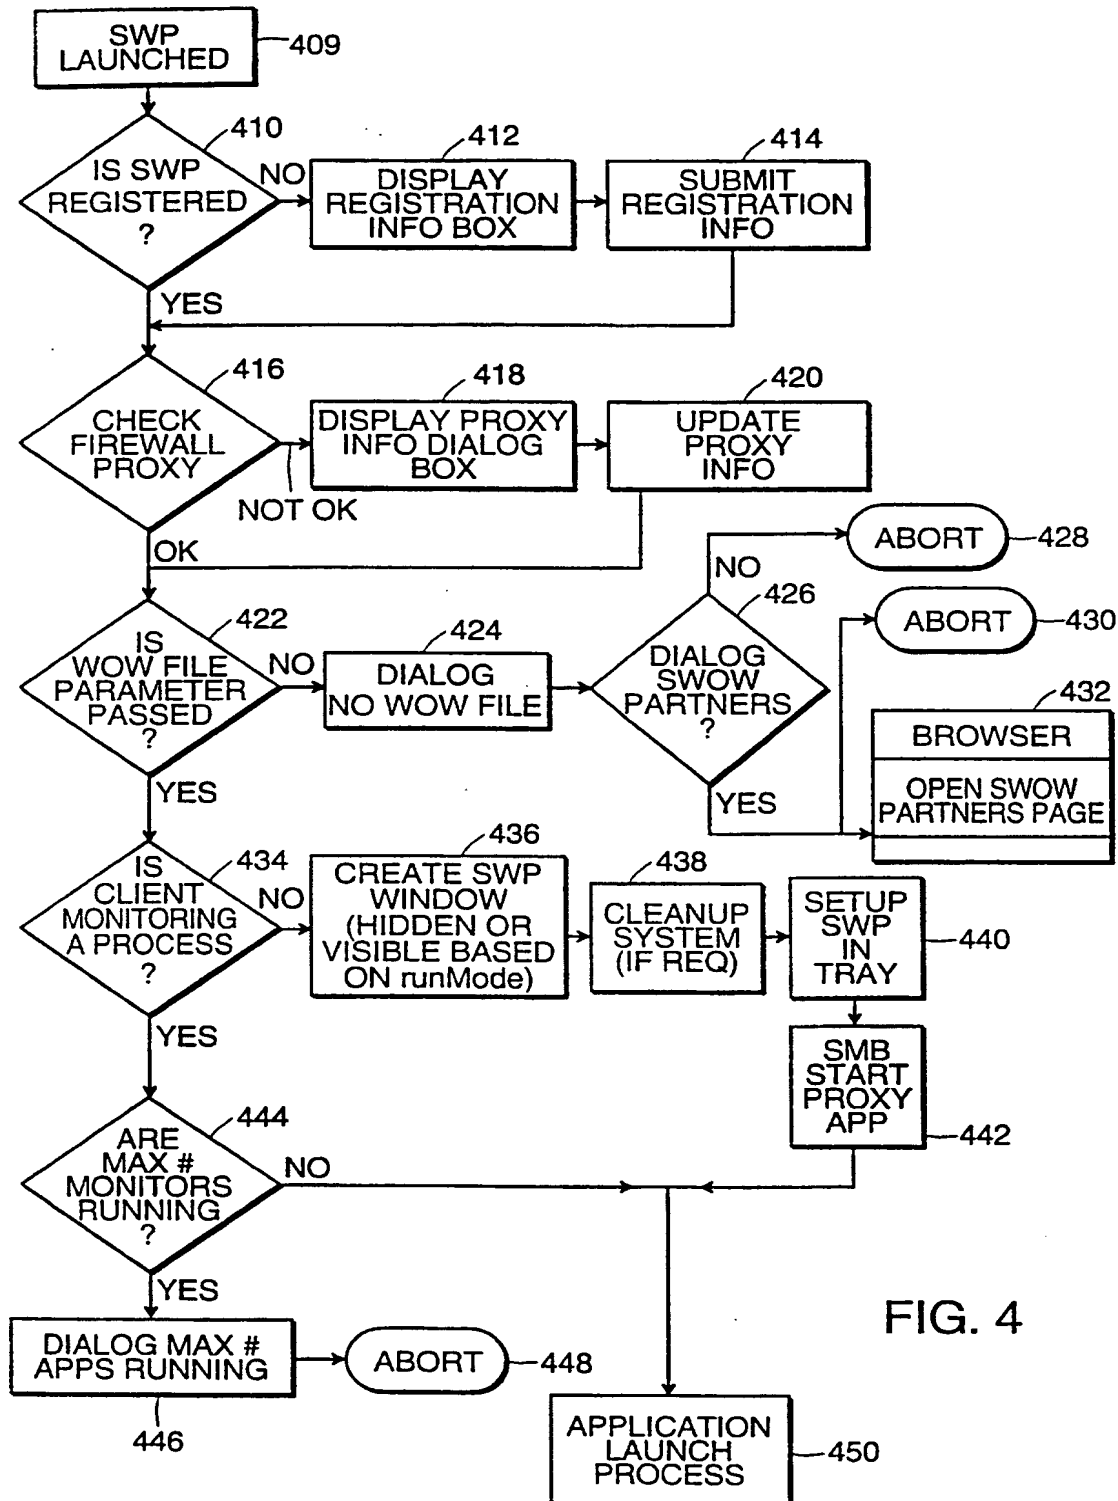 SWP
LAUNCHED
409
410
IS SWP
REGISTERED
?
NO
412
DISPLAY
REGISTRATION
INFO BOX
414
SUBMIT
REGISTRATION
INFO
YES
416
CHECK
FIREWALL
PROXY
NOT OK
418
DISPLAY PROXY
INFO DIALOG
BOX
420
UPDATE
PROXY
INFO
OK
422
IS
WOW FILE
PARAMETER
PASSED
?
NO
424
DIALOG
NO WOW FILE
426
DIALOG
SWOW
PARTNERS
?
NO
ABORT
428
ABORT
430
YES
432
BROWSER
OPEN SWOW
PARTNERS PAGE
YES
434
IS
CLIENT
MONITORING
A PROCESS
?
NO
436
CREATE SWP
WINDOW
(HIDDEN OR
VISIBLE BASED
ON runMode)
438
CLEANUP
SYSTEM
(IF REQ)
SETUP
SWP
IN
TRAY
440
SMB
START
PROXY
APP
442
YES
444
ARE
MAX #
MONITORS
RUNNING
?
NO
YES
DIALOG MAX #
APPS RUNNING
446
ABORT
448
APPLICATION
LAUNCH
PROCESS
450
FIG. 4